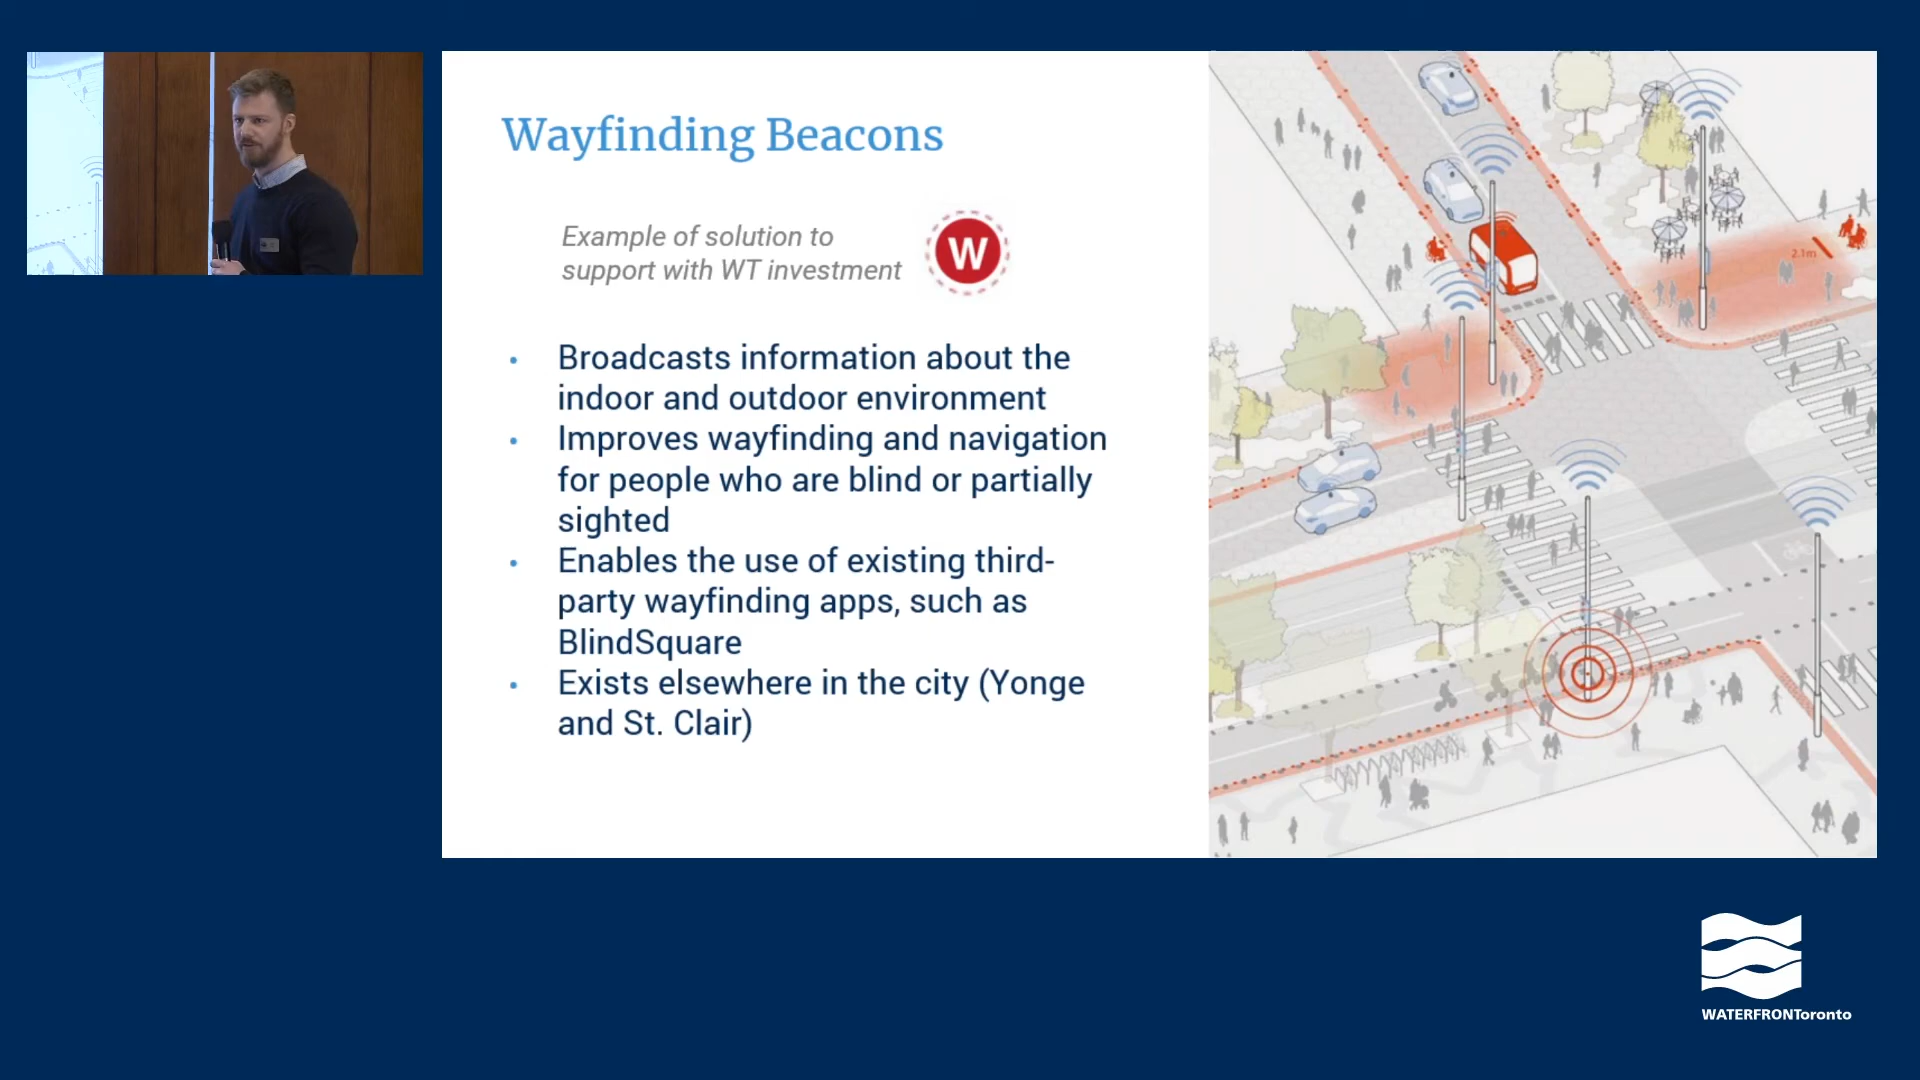 Wayfinding Beacons
Example of solution to
support with WT investment
W
• Broadcasts information about the
indoor and outdoor environment
• Improves wayfinding and navigation
for people who are blind or partially
sighted
• Enables the use of existing third-
party wayfinding apps, such as
BlindSquare
• Exists elsewhere in the city (Yonge
and St. Clair)
2.1m
WATERFRONToronto